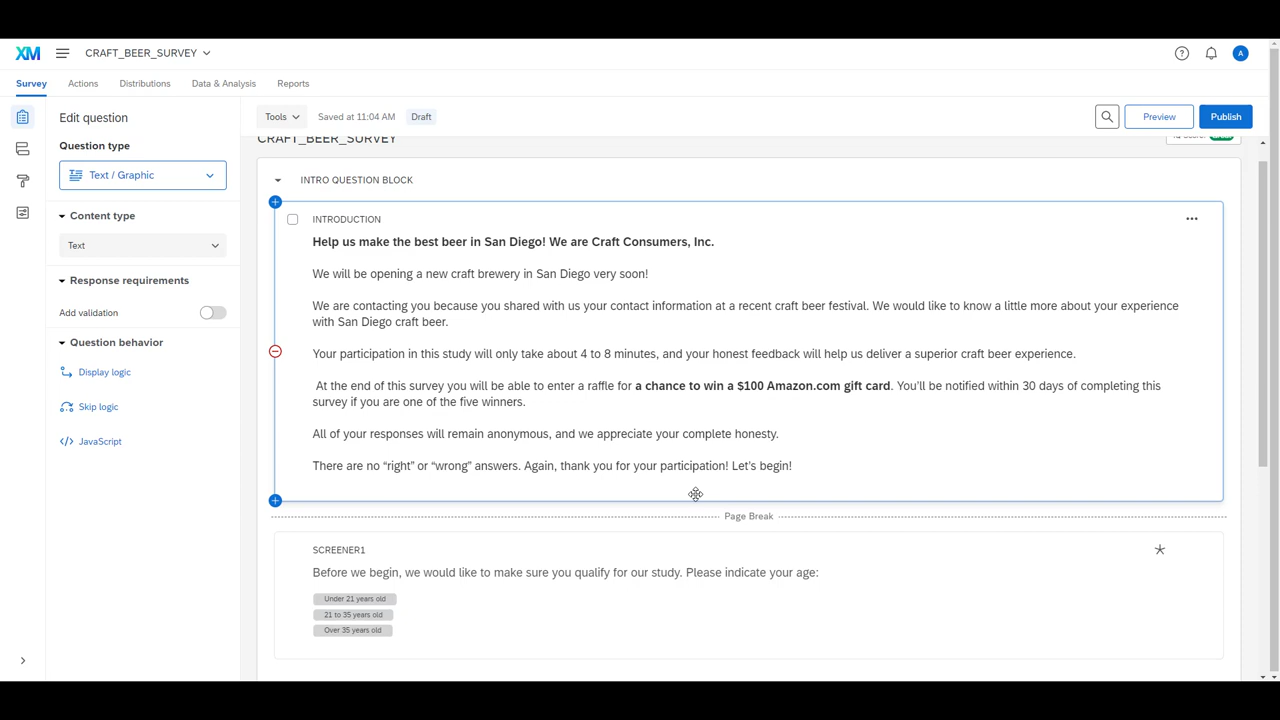 XM
CRAFT_BEER_SURVEY
A
Survey
Actions
Distributions
Data & Analysis
Reports
Edit question
Tools
Saved at 11:04 AM
Draft
Preview
Publish
CRAFT_BEER_SURVEY
Question type
Text / Graphic
Content type
Text
Response requirements
Add validation
Question behavior
Display logic
Skip logic
JavaScript
INTRO QUESTION BLOCK
INTRODUCTION
Help us make the best beer in San Diego! We are Craft Consumers, Inc.
We will be opening a new craft brewery in San Diego very soon!
We are contacting you because you shared with us your contact information at a recent craft beer festival. We would like to know a little more about your experience
with San Diego craft beer.
Your participation in this study will only take about 4 to 8 minutes, and your honest feedback will help us deliver a superior craft beer experience.
At the end of this survey you will be able to enter a raffle for a chance to win a $100 Amazon.com gift card. You'll be notified within 30 days of completing this
survey if you are one of the five winners.
All of your responses will remain anonymous, and we appreciate your complete honesty.
There are no “right” or “wrong” answers. Again, thank you for your participation! Let's begin!
Page Break
SCREENER1
Before we begin, we would like to make sure you qualify for our study. Please indicate your age:
Under 21 years old
21 to 35 years old
Over 35 years old